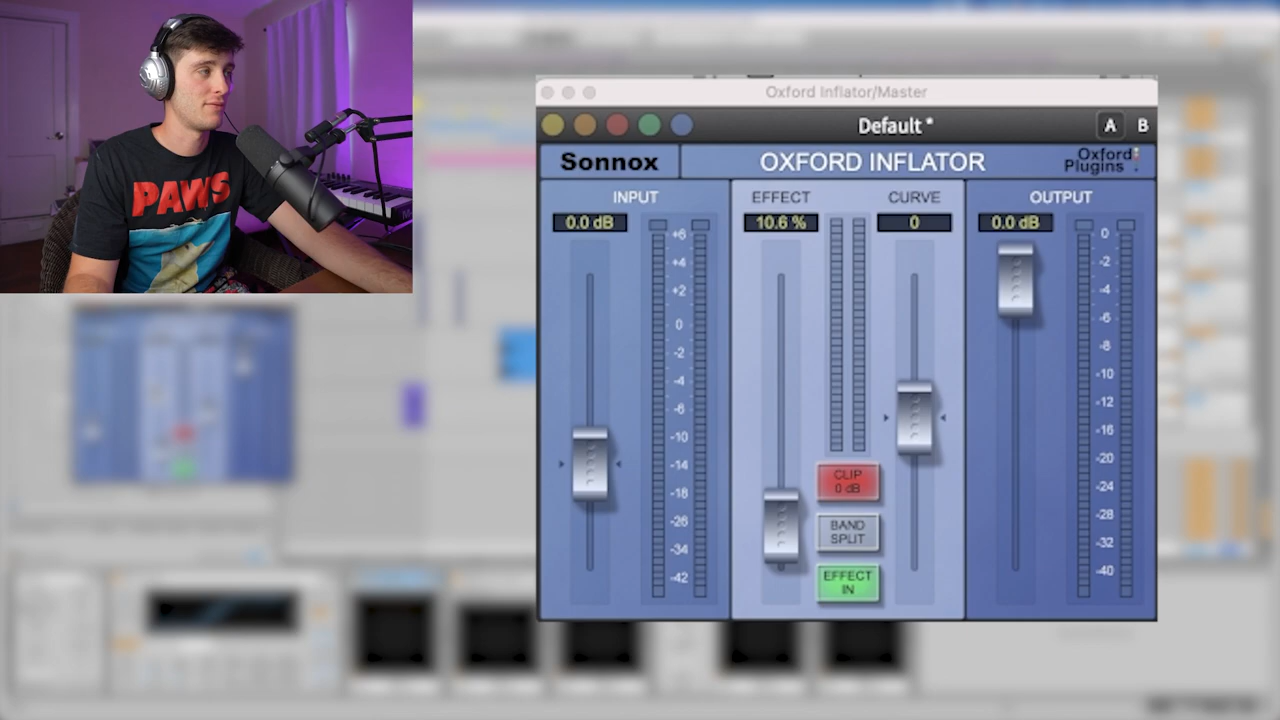 PAWS
Oxford Inflator/Master
Default *
A B
Sonnox
OXFORD INFLATOR
Oxford
Plugins
INPUT
EFFECT
CURVE
OUTPUT
0.0 dB
10.6 %
0
0.0 dB
+6
+4
+2
0
-2
-4
-6
-10
-14
-18
-26
-34
-42
CLIP
0 dB
BAND
SPLIT
EFFECT
IN
0
-2
-4
-6
-8
-10
-12
-16
-20
-24
-28
-32
-40